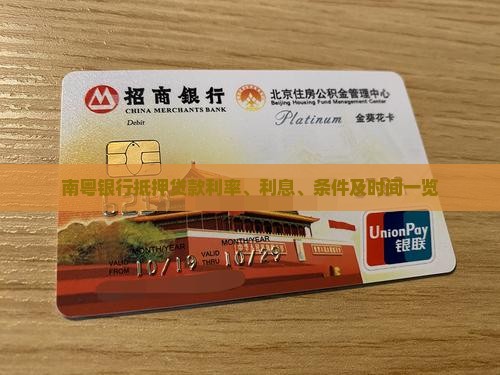 招商银行
CHINA MERCHANTS BANK
Debit
北京住房公积金管理中心
Beijing Housing Fund Management Center
Platinum 金葵花卡
南粤银行抵押贷款利率、利息、条件及时间一览
MONTH/YEAR MONTH/YEAR
VALID FROM 10/19 VALID THRU 10/29
UnionPay
银联